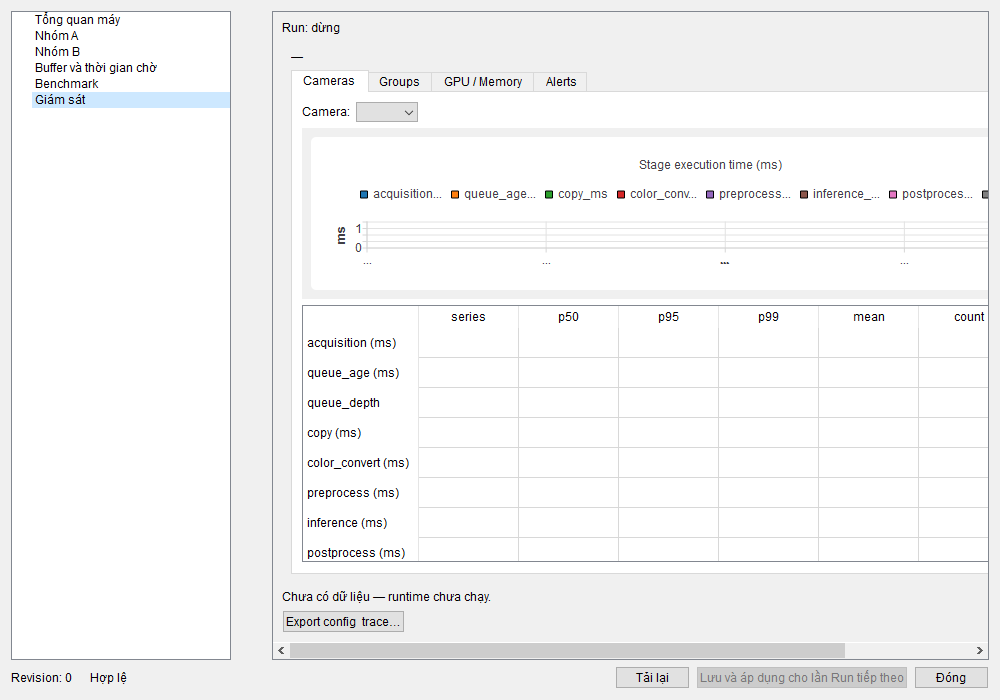 Tổng quan máy
Nhóm A
Nhóm B
Buffer và thời gian chờ
Benchmark
Giám sát
Run: dừng
—
Cameras Groups GPU / Memory Alerts
Camera:
Stage execution time (ms)
acquisition... queue_age... copy_ms color_conv... preprocess... inference_... postproces...
ms
1
0
... ... ... ...
series p50 p95 p99 mean count
acquisition (ms)
queue_age (ms)
queue_depth
copy (ms)
color_convert (ms)
preprocess (ms)
inference (ms)
postprocess (ms)
Chưa có dữ liệu — runtime chưa chạy.
Export config trace...
Revision: 0 Hợp lệ Tải lại Lưu và áp dụng cho lần Run tiếp theo Đóng